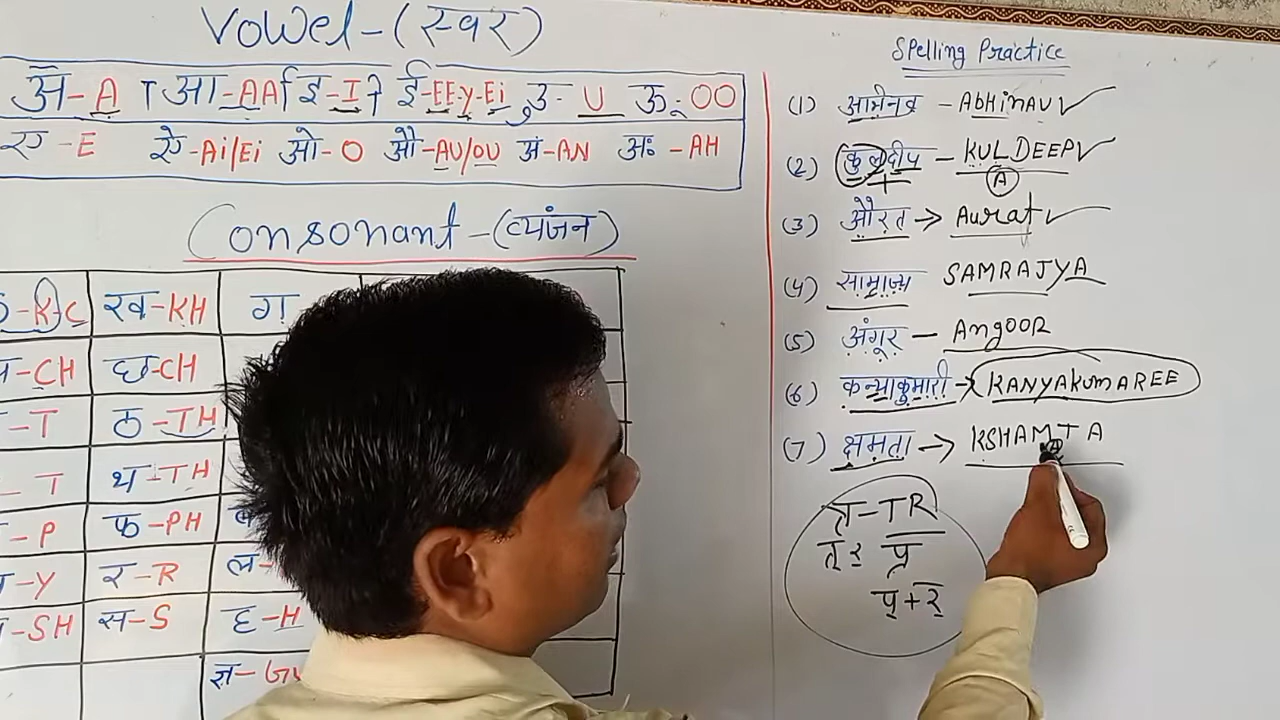 Vowel-(स्वर)
अ-A आ-AA इ-I ई-EE-y-Ei उ-U ऊ-OO
ए-E ऐ-Ai/Ei ओ-O औ-AU/OU अं-AN अः-AH
Consonant-(व्यंजन)
-K-C ख-KH ग
-CH छ-CH
-T ठ-TH
-T थ-TH
-P फ-PH
-Y र-R ल-
-SH स-S ह-H
ज्ञ-
Spelling Practice
(1) अभिनव - AbHinAV
(2) कुलदीप - KULDEEP
+ A
(3) औरत → Aurat
(4) साम्राज्य SAMRAJYA
(5) अंगूर - AngOOR
(6) कन्याकुमारी → KANYAKUMAREE
(7) क्षमता → KSHAMTA
त्र-TR
त् र प्र
प्+र